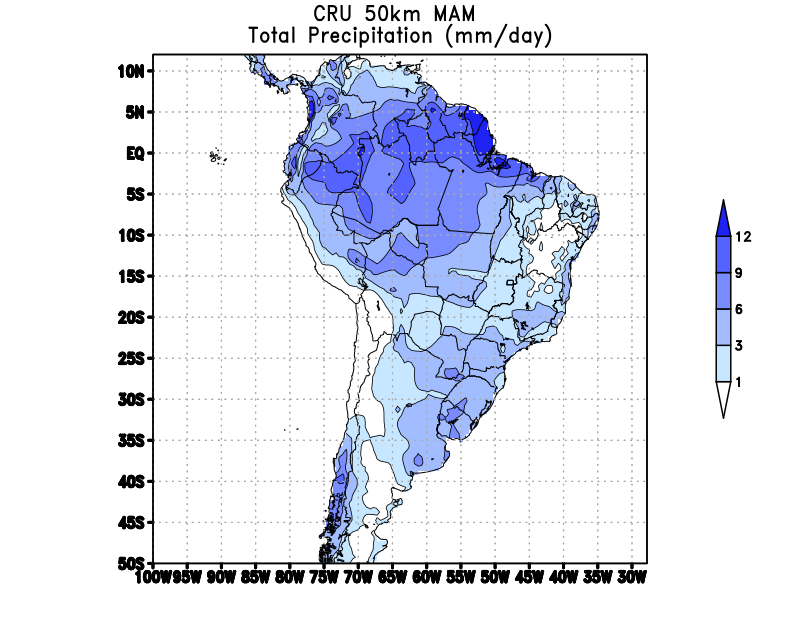 CRU 50km MAM
Total Precipitation (mm/day)
10N
5N
EQ
5S
10S
15S
20S
25S
30S
35S
40S
45S
50S
100W 95W 90W 85W 80W 75W 70W 65W 60W 55W 50W 45W 40W 35W 30W
12
9
6
3
1